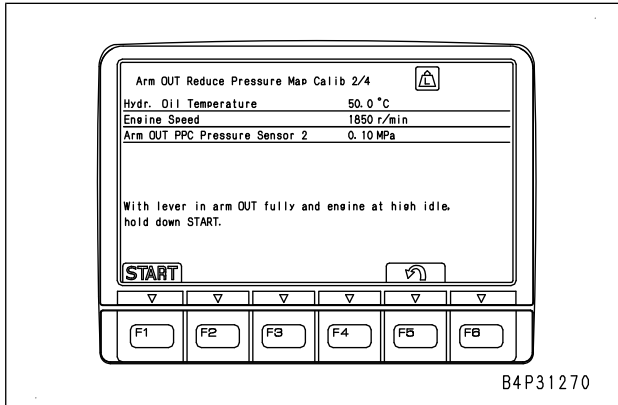 Arm OUT Reduce Pressure Map Calib 2/4
Hydr. Oil Temperature 50.0°C
Engine Speed 1850 r/min
Arm OUT PPC Pressure Sensor 2 0.10 MPa
With lever in arm OUT fully and engine at high idle,
hold down START.
START
F1 F2 F3 F4 F5 F6
B4P31270